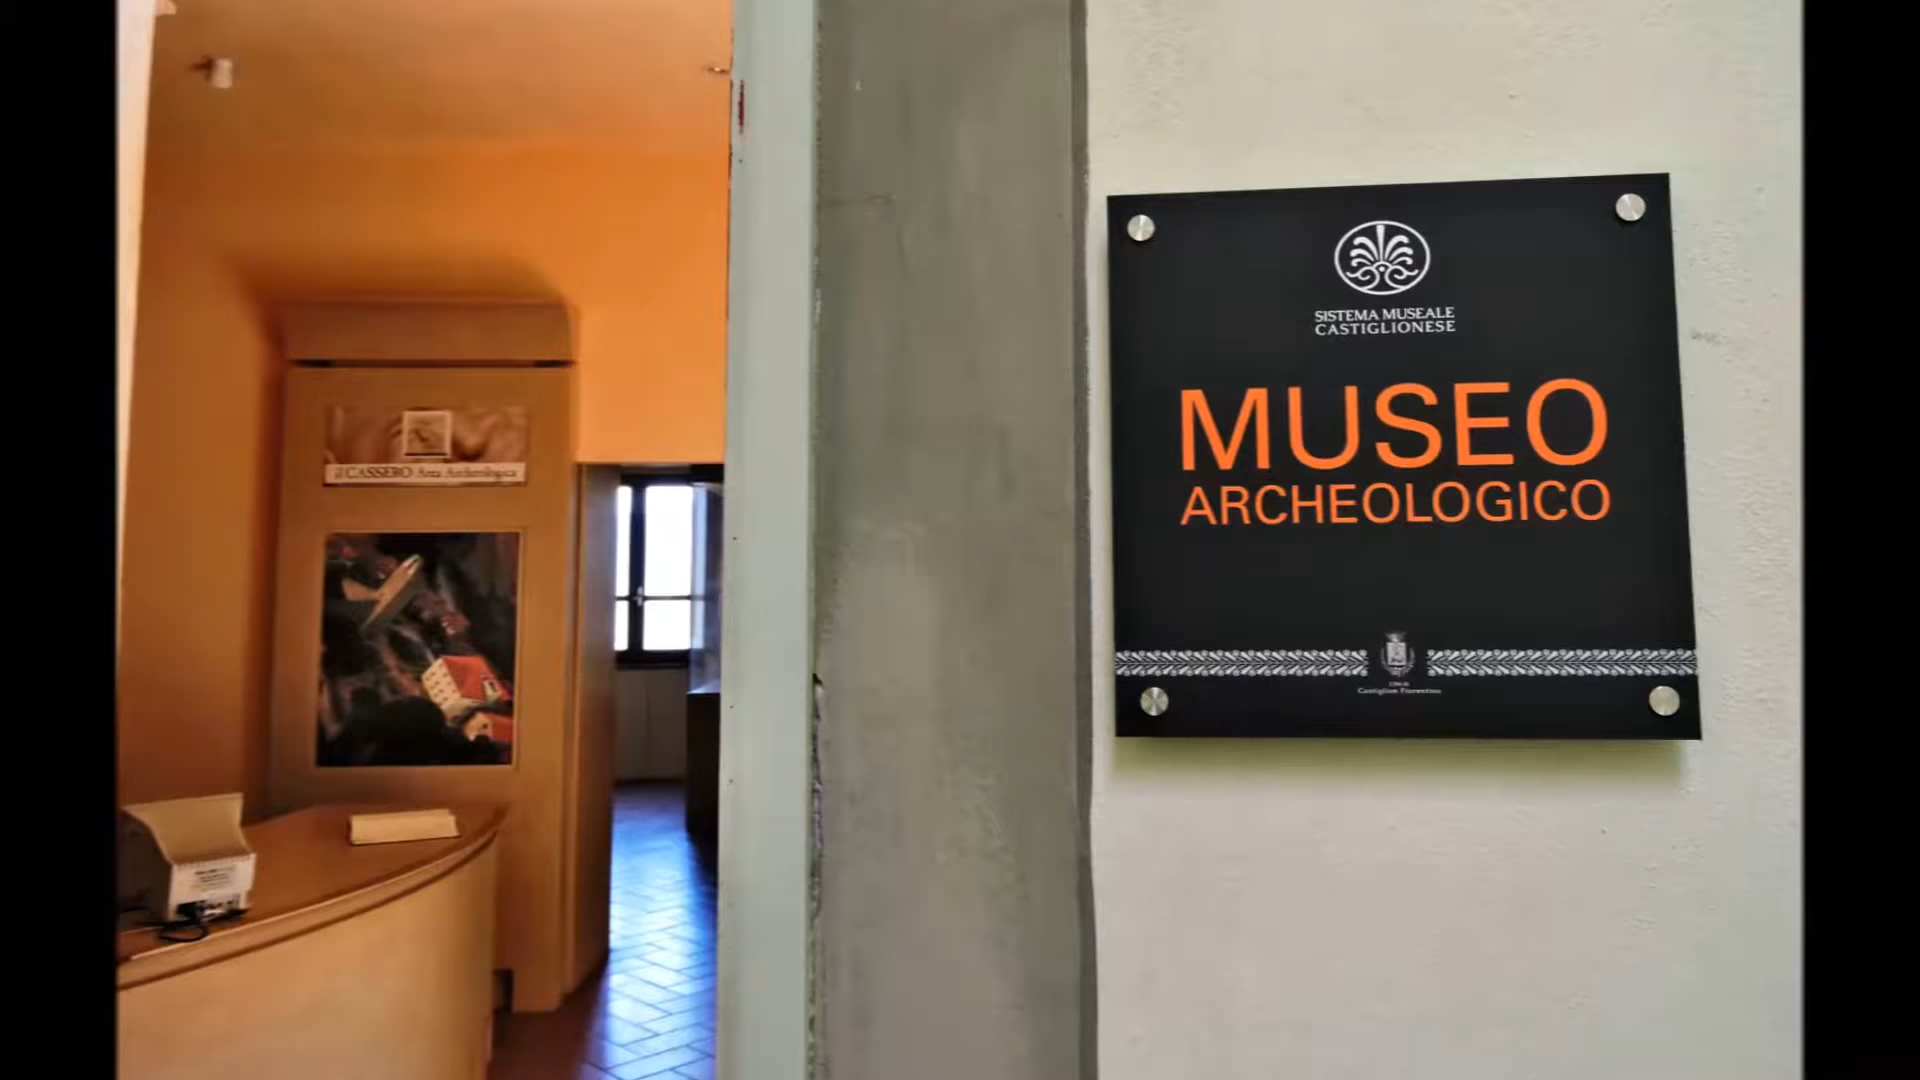 il CASSERO Area Archeologica
SISTEMA MUSEALE
CASTIGLIONESE
MUSEO
ARCHEOLOGICO
Castiglion Fiorentino